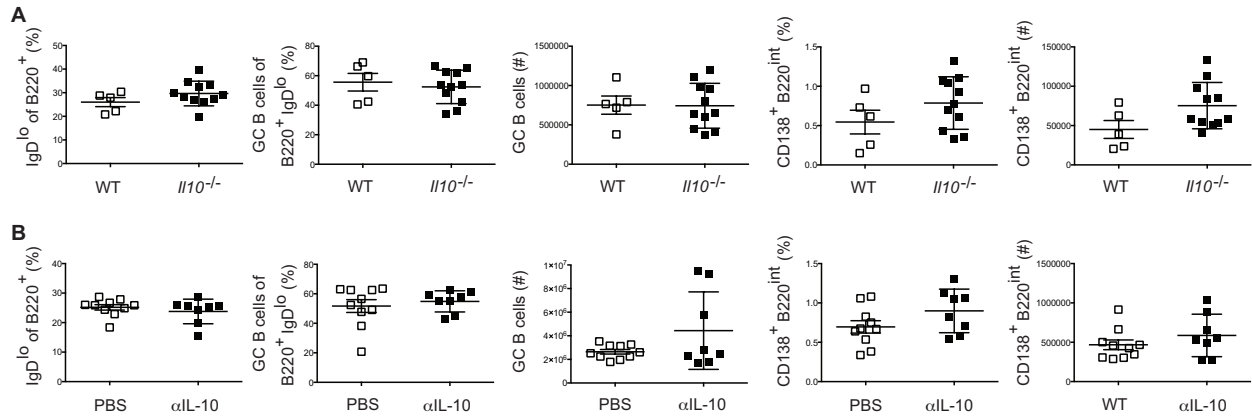 A
IgD^lo of B220^+ (%)
60
50
40
30
20
10
0
WT
Il10^-/-
GC B cells of
B220^+ IgD^lo (%)
80
60
40
20
0
WT
Il10^-/-
GC B cells (#)
1500000
1000000
500000
0
WT
Il10^-/-
CD138^+ B220^int (%)
1.5
1.0
0.5
0.0
WT
Il10^-/-
CD138^+ B220^int (#)
150000
100000
50000
0
WT
Il10^-/-
B
IgD^lo of B220^+ (%)
40
30
20
10
0
PBS
αIL-10
GC B cells of
B220^+ IgD^lo (%)
80
60
40
20
0
PBS
αIL-10
GC B cells (#)
1×10^7
8×10^6
6×10^6
4×10^6
2×10^6
0
PBS
αIL-10
CD138^+ B220^int (%)
1.5
1.0
0.5
0.0
PBS
αIL-10
CD138^+ B220^int (#)
1500000
1000000
500000
0
WT
αIL-10